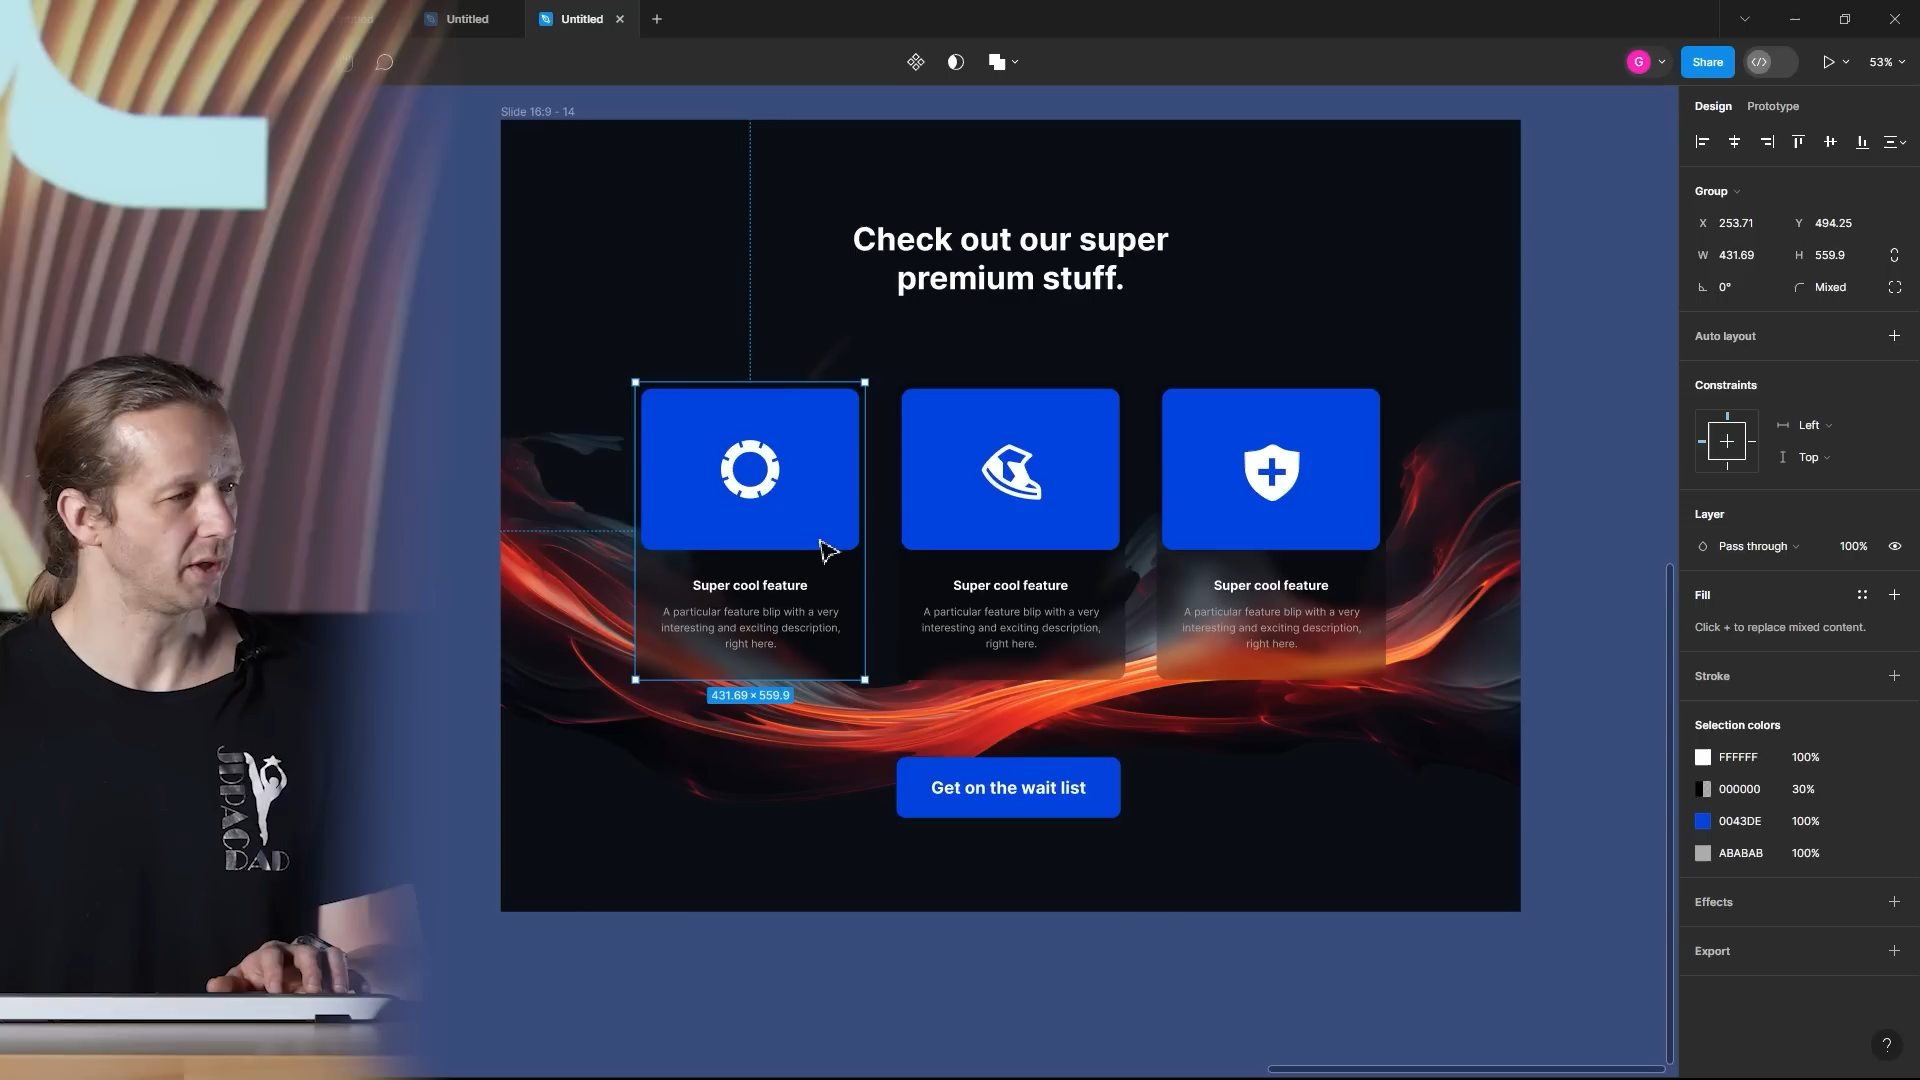 Untitled
Untitled
Untitled
G
Share
53%
Slide 16:9 - 14
Check out our super
premium stuff.
Super cool feature
A particular feature blip with a very
interesting and exciting description,
right here.
Super cool feature
A particular feature blip with a very
interesting and exciting description,
right here.
Super cool feature
A particular feature blip with a very
interesting and exciting description,
right here.
431.69 × 559.9
Get on the wait list
JDPAC
DAD
Design Prototype
Group
X 253.71 Y 494.25
W 431.69 H 559.9
0° Mixed
Auto layout
Constraints
Left
Top
Layer
Pass through 100%
Fill
Click + to replace mixed content.
Stroke
Selection colors
FFFFFF 100%
000000 30%
0043DE 100%
ABABAB 100%
Effects
Export
?